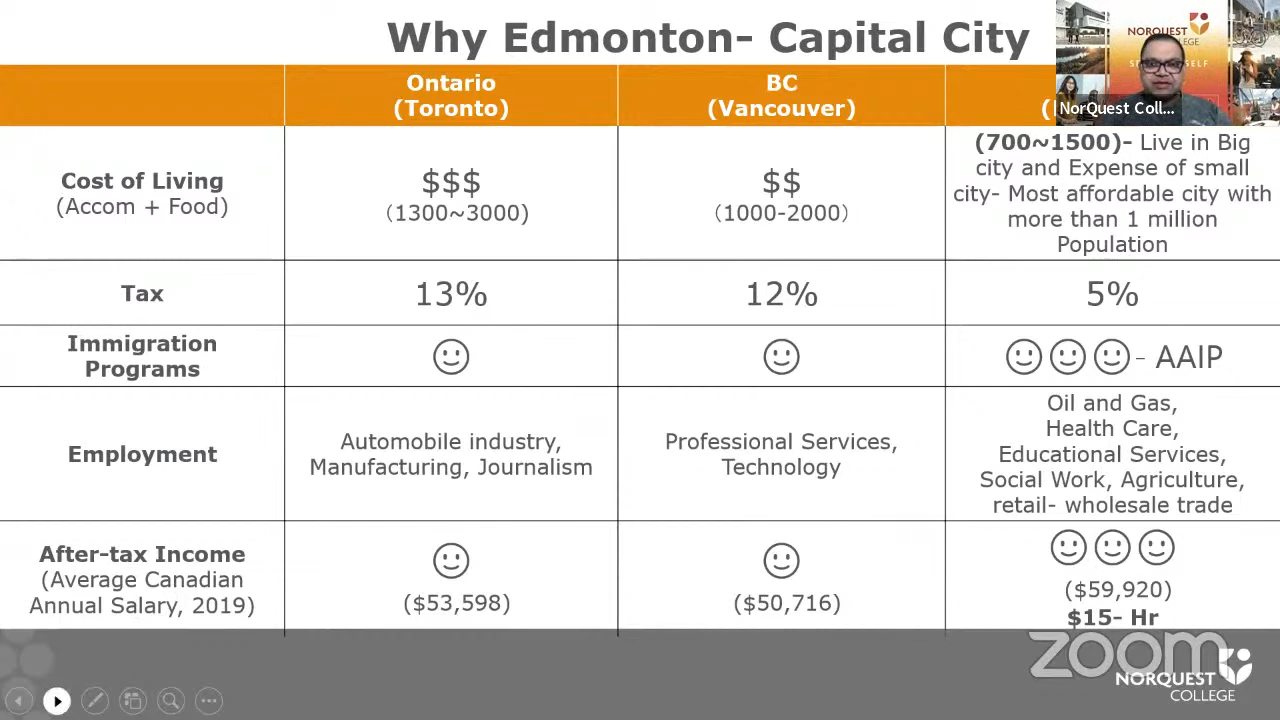 Why Edmonton- Capital City
Ontario
(Toronto)
BC
(Vancouver)
(
NORQUEST
COLLEGE
NorQuest Coll...
Cost of Living
(Accom + Food)
$$$
(1300~3000)
$$
(1000-2000)
(700~1500)- Live in Big
city and Expense of small
city- Most affordable city with
more than 1 million
Population
Tax
13%
12%
5%
Immigration
Programs
- AAIP
Employment
Automobile industry,
Manufacturing, Journalism
Professional Services,
Technology
Oil and Gas,
Health Care,
Educational Services,
Social Work, Agriculture,
retail- wholesale trade
After-tax Income
(Average Canadian
Annual Salary, 2019)
($53,598)
($50,716)
($59,920)
$15- Hr
zoom
NORQUEST
COLLEGE